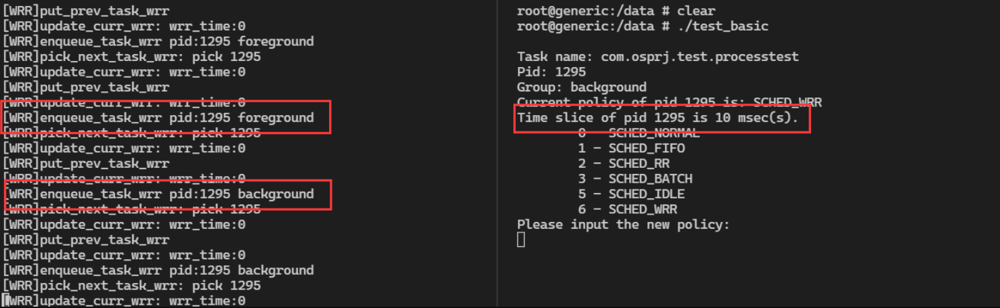 [WRR]put_prev_task_wrr
[WRR]update_curr_wrr: wrr_time:0
[WRR]enqueue_task_wrr pid:1295 foreground
[WRR]pick_next_task_wrr: pick 1295
[WRR]update_curr_wrr: wrr_time:0
[WRR]put_prev_task_wrr
[WRR]update_curr_wrr: wrr_time:0
[WRR]enqueue_task_wrr pid:1295 foreground
[WRR]pick_next_task_wrr: pick 1295
[WRR]update_curr_wrr: wrr_time:0
[WRR]put_prev_task_wrr
[WRR]update_curr_wrr: wrr_time:0
[WRR]enqueue_task_wrr pid:1295 background
[WRR]pick_next_task_wrr: pick 1295
[WRR]update_curr_wrr: wrr_time:0
[WRR]put_prev_task_wrr
[WRR]update_curr_wrr: wrr_time:0
[WRR]enqueue_task_wrr pid:1295 background
[WRR]pick_next_task_wrr: pick 1295
[WRR]update_curr_wrr: wrr_time:0
root@generic:/data # clear
root@generic:/data # ./test_basic
Task name: com.osprj.test.processtest
Pid: 1295
Group: background
Current policy of pid 1295 is: SCHED_WRR
Time slice of pid 1295 is 10 msec(s).
0 - SCHED_NORMAL
1 - SCHED_FIFO
2 - SCHED_RR
3 - SCHED_BATCH
5 - SCHED_IDLE
6 - SCHED_WRR
Please input the new policy: